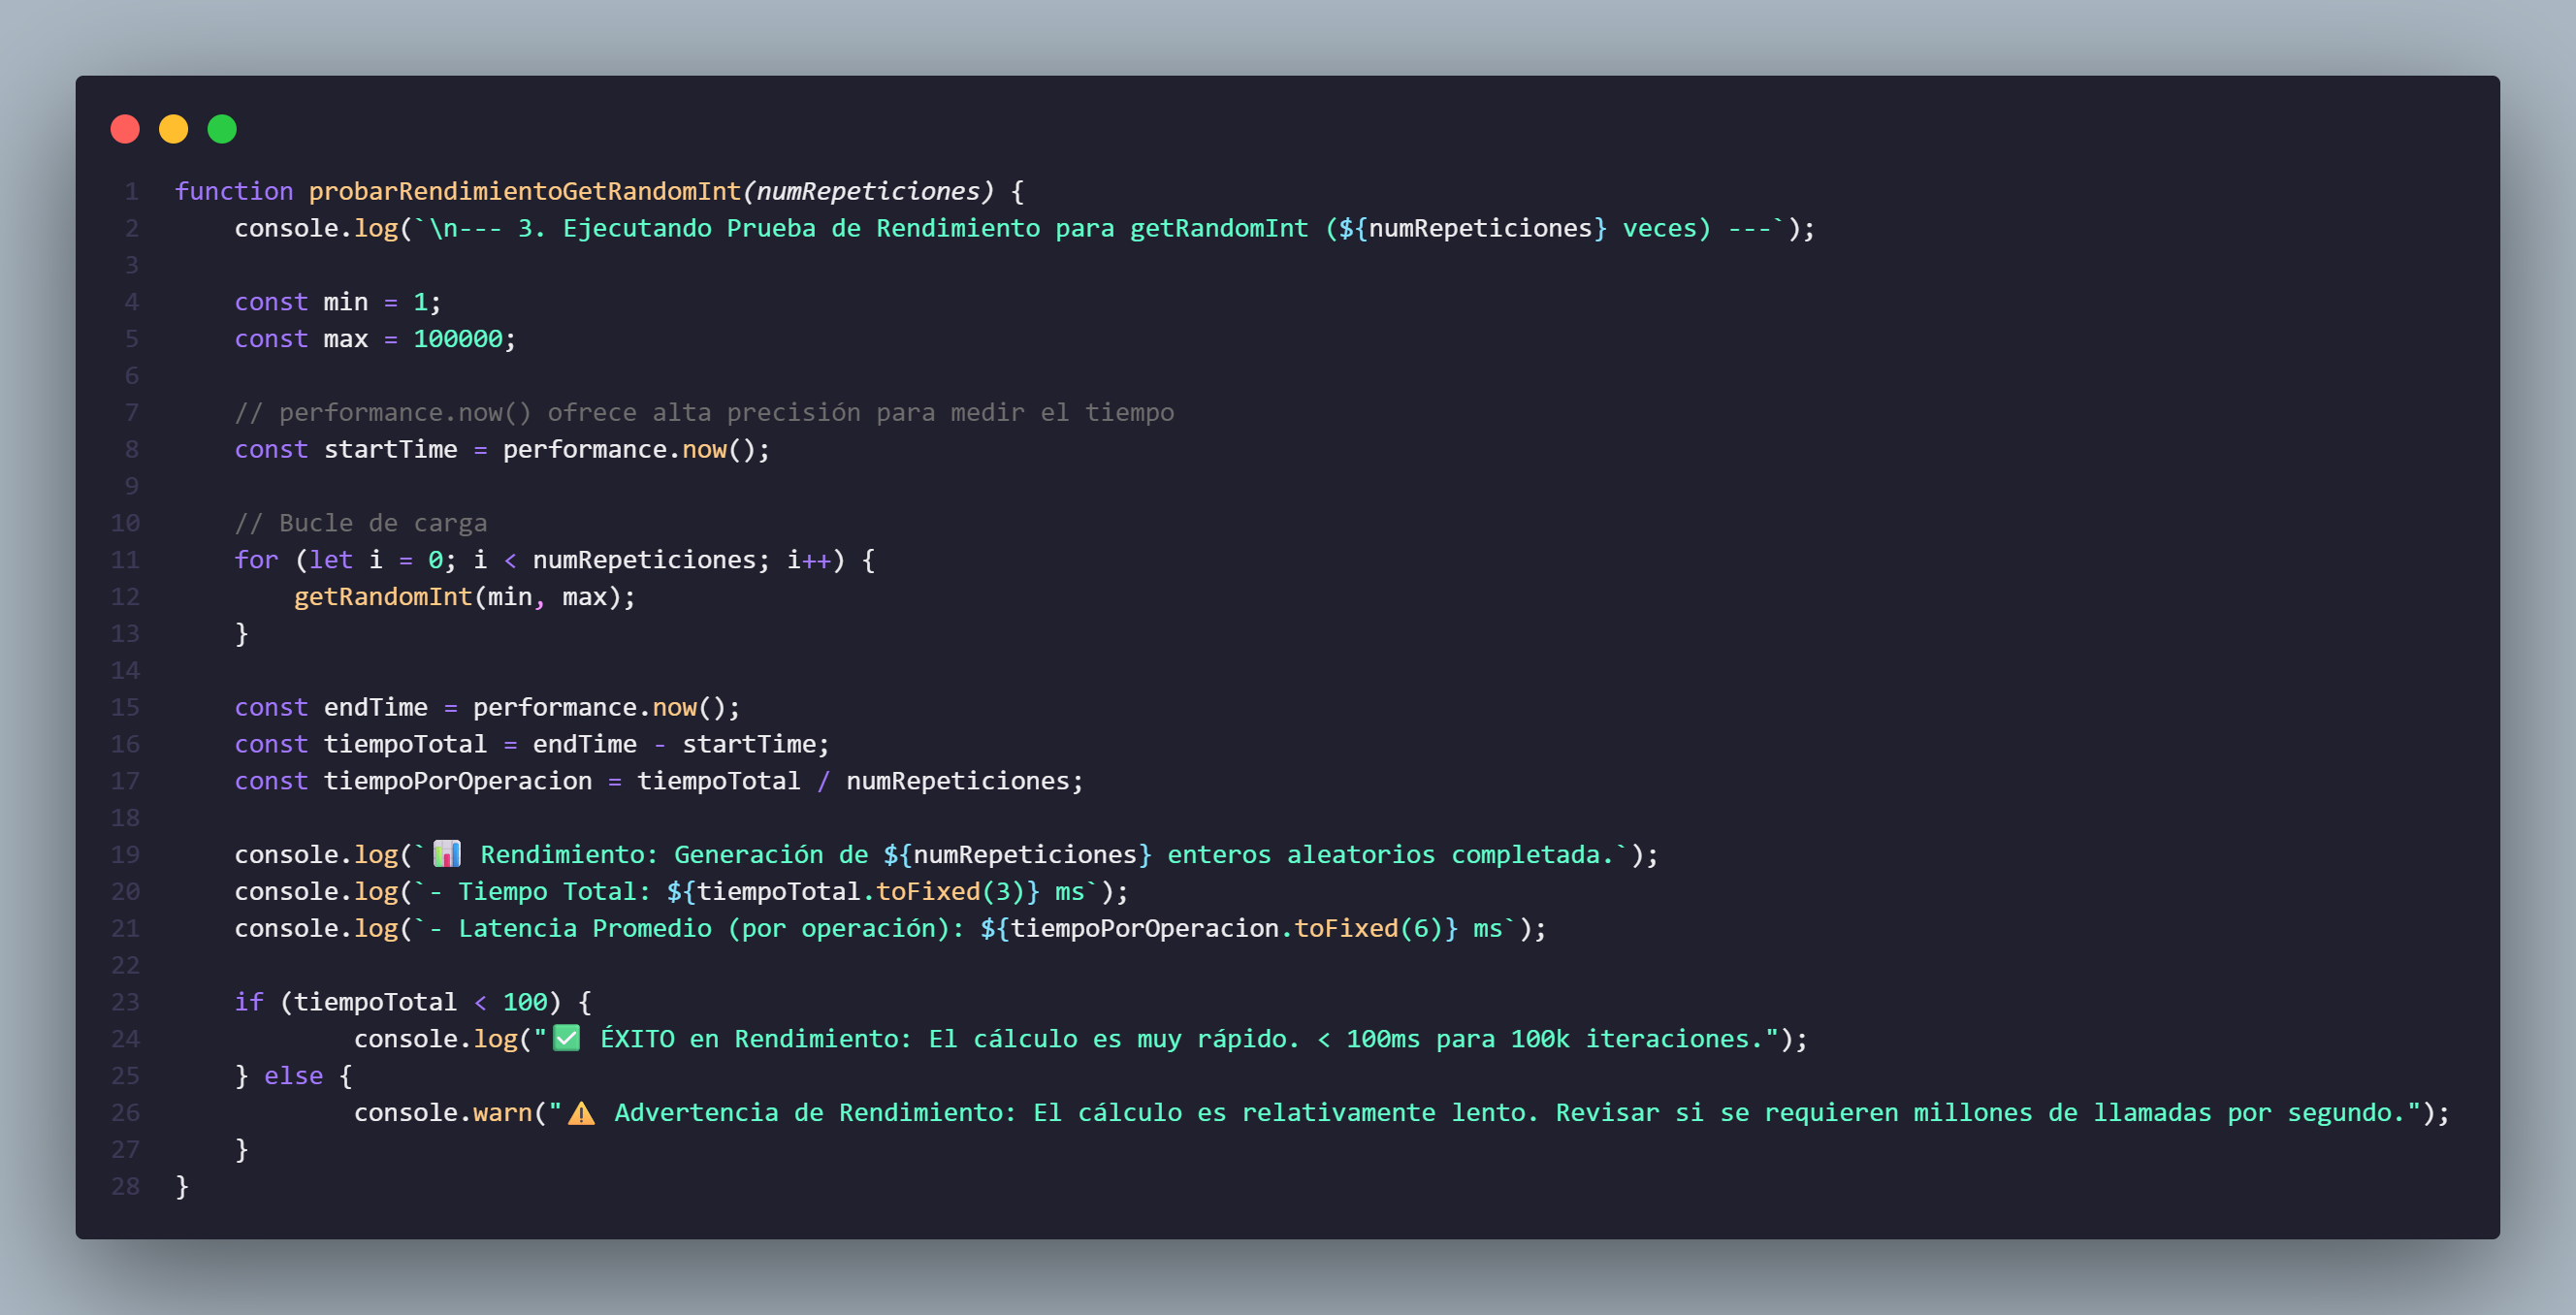 1 function probarRendimientoGetRandomInt(numRepeticiones) {
2     console.log(`\n--- 3. Ejecutando Prueba de Rendimiento para getRandomInt (${numRepeticiones} veces) ---`);
3
4     const min = 1;
5     const max = 100000;
6
7     // performance.now() ofrece alta precisión para medir el tiempo
8     const startTime = performance.now();
9
10     // Bucle de carga
11     for (let i = 0; i < numRepeticiones; i++) {
12         getRandomInt(min, max);
13     }
14
15     const endTime = performance.now();
16     const tiempoTotal = endTime - startTime;
17     const tiempoPorOperacion = tiempoTotal / numRepeticiones;
18
19     console.log(`📊 Rendimiento: Generación de ${numRepeticiones} enteros aleatorios completada.`);
20     console.log(`- Tiempo Total: ${tiempoTotal.toFixed(3)} ms`);
21     console.log(`- Latencia Promedio (por operación): ${tiempoPorOperacion.toFixed(6)} ms`);
22
23     if (tiempoTotal < 100) {
24             console.log("✅ ÉXITO en Rendimiento: El cálculo es muy rápido. < 100ms para 100k iteraciones.");
25     } else {
26             console.warn("⚠️ Advertencia de Rendimiento: El cálculo es relativamente lento. Revisar si se requieren millones de llamadas por segundo.");
27     }
28 }